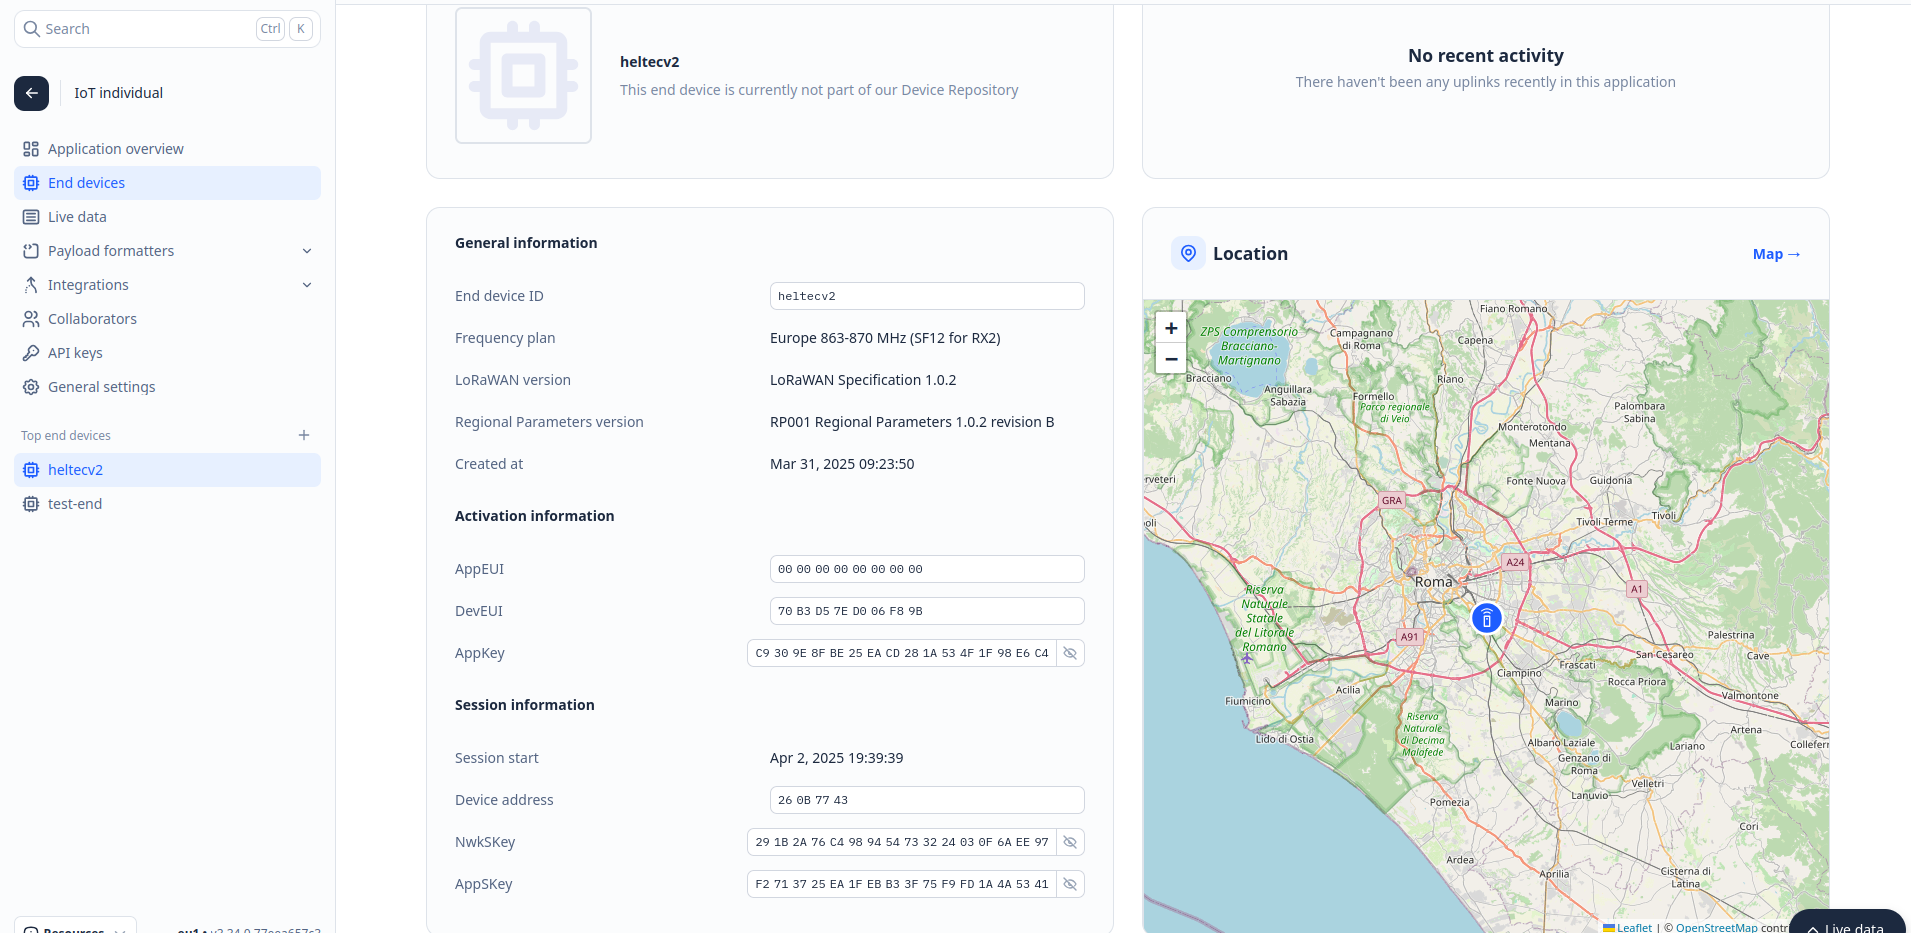 Search Ctrl K
IoT individual
Application overview
End devices
Live data
Payload formatters
Integrations
Collaborators
API keys
General settings
Top end devices
heltecv2
test-end
Resources
heltecv2
This end device is currently not part of our Device Repository
No recent activity
There haven't been any uplinks recently in this application
General information
End device ID heltecv2
Frequency plan Europe 863-870 MHz (SF12 for RX2)
LoRaWAN version LoRaWAN Specification 1.0.2
Regional Parameters version RP001 Regional Parameters 1.0.2 revision B
Created at Mar 31, 2025 09:23:50
Activation information
AppEUI 00 00 00 00 00 00 00 00
DevEUI 70 B3 D5 7E D0 06 F8 9B
AppKey C9 30 9E 8F BE 25 EA CD 28 1A 53 4F 1F 98 E6 C4
Session information
Session start Apr 2, 2025 19:39:39
Device address 26 0B 77 43
NwkSKey 29 1B 2A 76 C4 98 94 54 73 32 24 03 0F 6A EE 97
AppSKey F2 71 37 25 EA 1F EB B3 3F 75 F9 FD 1A 4A 53 41
Location
Map →
+
−
Fiano Romano
ZPS Comprensorio
Bracciano-
Martignano
Campagnano
di Roma
Capena
Bracciano
Anguillara
Sabazia
Riano
Formello
Parco regionale
di Veio
Palombara
Sabina
Monterotondo
Mentana
rveteri
Fonte Nuova
Guidonia
GRA
oli
Tivoli Terme
Tivoli
A24
Roma
A1
Riserva
Naturale
Statale
del Litorale
Romano
A91
Palestrina
San Cesareo
Cave
Frascati
Ciampino
Rocca Priora
Acilia
Valmontone
Fiumicino
Marino
Riserva
Naturale
di Decima
Malafede
Artena
Lido di Ostia
Albano Laziale
Lariano
Colleferr
Genzano di
Roma
Velletri
Lanuvio
Pomezia
Cori
Ardea
Aprilia
Cisterna di
Latina
Leaflet | © OpenStreetMap contr
Live data